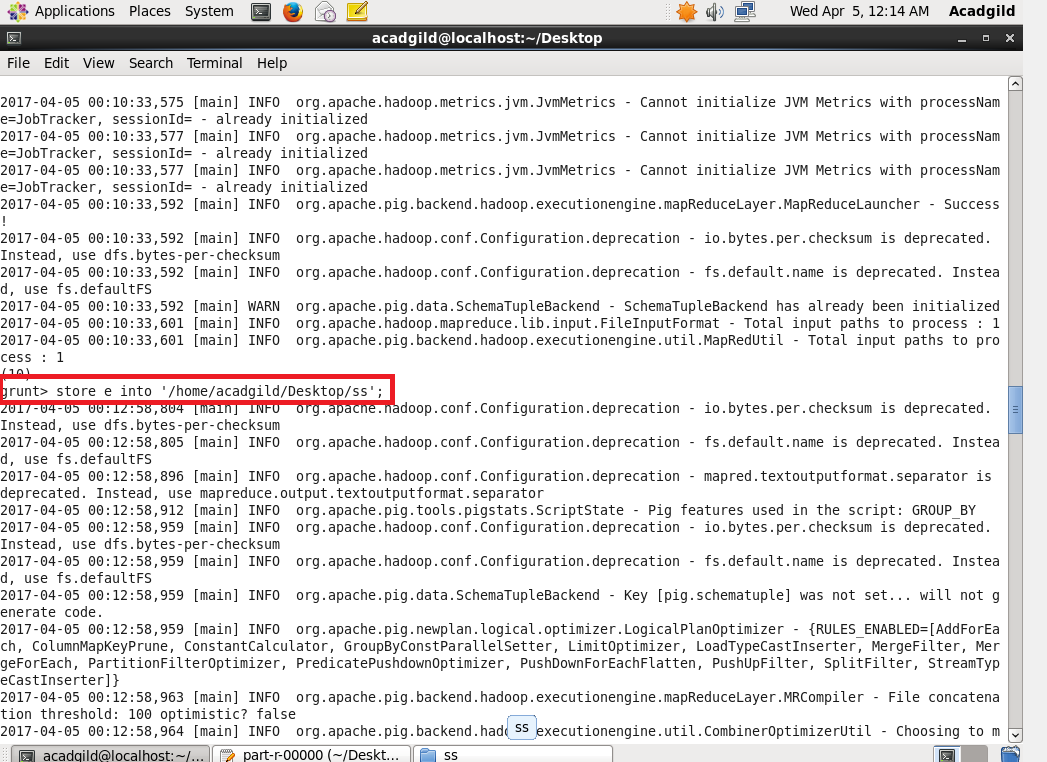 Applications Places System Wed Apr 5, 12:14 AM Acadgild
acadgild@localhost:~/Desktop
File Edit View Search Terminal Help
2017-04-05 00:10:33,575 [main] INFO  org.apache.hadoop.metrics.jvm.JvmMetrics - Cannot initialize JVM Metrics with processNam
e=JobTracker, sessionId= - already initialized
2017-04-05 00:10:33,577 [main] INFO  org.apache.hadoop.metrics.jvm.JvmMetrics - Cannot initialize JVM Metrics with processNam
e=JobTracker, sessionId= - already initialized
2017-04-05 00:10:33,577 [main] INFO  org.apache.hadoop.metrics.jvm.JvmMetrics - Cannot initialize JVM Metrics with processNam
e=JobTracker, sessionId= - already initialized
2017-04-05 00:10:33,592 [main] INFO  org.apache.pig.backend.hadoop.executionengine.mapReduceLayer.MapReduceLauncher - Success
!
2017-04-05 00:10:33,592 [main] INFO  org.apache.hadoop.conf.Configuration.deprecation - io.bytes.per.checksum is deprecated.
Instead, use dfs.bytes-per-checksum
2017-04-05 00:10:33,592 [main] INFO  org.apache.hadoop.conf.Configuration.deprecation - fs.default.name is deprecated. Instea
d, use fs.defaultFS
2017-04-05 00:10:33,592 [main] WARN  org.apache.pig.data.SchemaTupleBackend - SchemaTupleBackend has already been initialized
2017-04-05 00:10:33,601 [main] INFO  org.apache.hadoop.mapreduce.lib.input.FileInputFormat - Total input paths to process : 1
2017-04-05 00:10:33,601 [main] INFO  org.apache.pig.backend.hadoop.executionengine.util.MapRedUtil - Total input paths to pro
cess : 1
(10)
grunt> store e into '/home/acadgild/Desktop/ss';
2017-04-05 00:12:58,804 [main] INFO  org.apache.hadoop.conf.Configuration.deprecation - io.bytes.per.checksum is deprecated.
Instead, use dfs.bytes-per-checksum
2017-04-05 00:12:58,805 [main] INFO  org.apache.hadoop.conf.Configuration.deprecation - fs.default.name is deprecated. Instea
d, use fs.defaultFS
2017-04-05 00:12:58,896 [main] INFO  org.apache.hadoop.conf.Configuration.deprecation - mapred.textoutputformat.separator is
deprecated. Instead, use mapreduce.output.textoutputformat.separator
2017-04-05 00:12:58,912 [main] INFO  org.apache.pig.tools.pigstats.ScriptState - Pig features used in the script: GROUP_BY
2017-04-05 00:12:58,959 [main] INFO  org.apache.hadoop.conf.Configuration.deprecation - io.bytes.per.checksum is deprecated.
Instead, use dfs.bytes-per-checksum
2017-04-05 00:12:58,959 [main] INFO  org.apache.hadoop.conf.Configuration.deprecation - fs.default.name is deprecated. Instea
d, use fs.defaultFS
2017-04-05 00:12:58,959 [main] INFO  org.apache.pig.data.SchemaTupleBackend - Key [pig.schematuple] was not set... will not g
enerate code.
2017-04-05 00:12:58,959 [main] INFO  org.apache.pig.newplan.logical.optimizer.LogicalPlanOptimizer - {RULES_ENABLED=[AddForEa
ch, ColumnMapKeyPrune, ConstantCalculator, GroupByConstParallelSetter, LimitOptimizer, LoadTypeCastInserter, MergeFilter, Mer
geForEach, PartitionFilterOptimizer, PredicatePushdownOptimizer, PushDownForEachFlatten, PushUpFilter, SplitFilter, StreamTyp
eCastInserter]}
2017-04-05 00:12:58,963 [main] INFO  org.apache.pig.backend.hadoop.executionengine.mapReduceLayer.MRCompiler - File concatena
tion threshold: 100 optimistic? false
2017-04-05 00:12:58,964 [main] INFO  org.apache.pig.backend.had ss executionengine.util.CombinerOptimizerUtil - Choosing to m
acadgild@localhost:~/... part-r-00000 (~/Deskt... ss